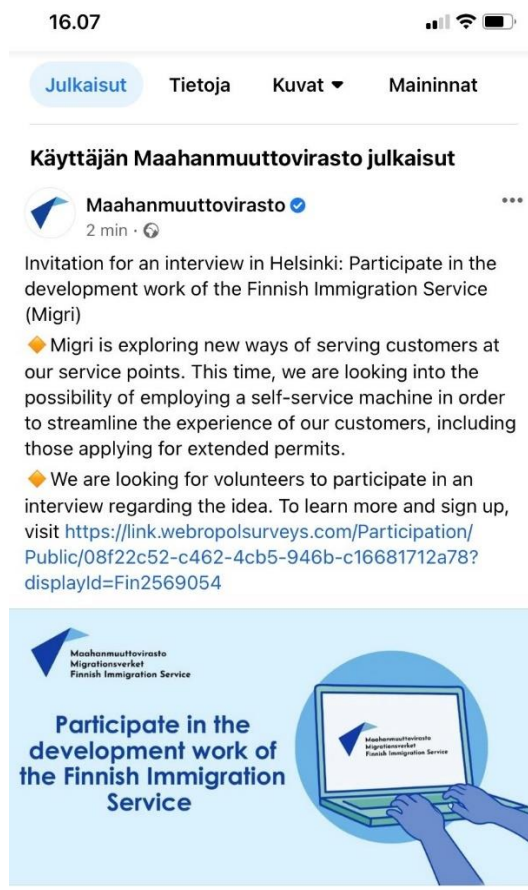 16.07
Julkaisut Tietoja Kuvat Maininnat
Käyttäjän Maahanmuuttovirasto julkaisut
Maahanmuuttovirasto
2 min ·
Invitation for an interview in Helsinki: Participate in the
development work of the Finnish Immigration Service
(Migri)
🔸Migri is exploring new ways of serving customers at
our service points. This time, we are looking into the
possibility of employing a self-service machine in order
to streamline the experience of our customers, including
those applying for extended permits.
🔸We are looking for volunteers to participate in an
interview regarding the idea. To learn more and sign up,
visit https://link.webropolsurveys.com/Participation/
Public/08f22c52-c462-4cb5-946b-c16681712a78?
displayId=Fin2569054
Maahanmuuttovirasto
Migrationsverket
Finnish Immigration Service
Participate in the
development work of
the Finnish Immigration
Service
Maahanmuuttovirasto
Migrationsverket
Finnish Immigration Service